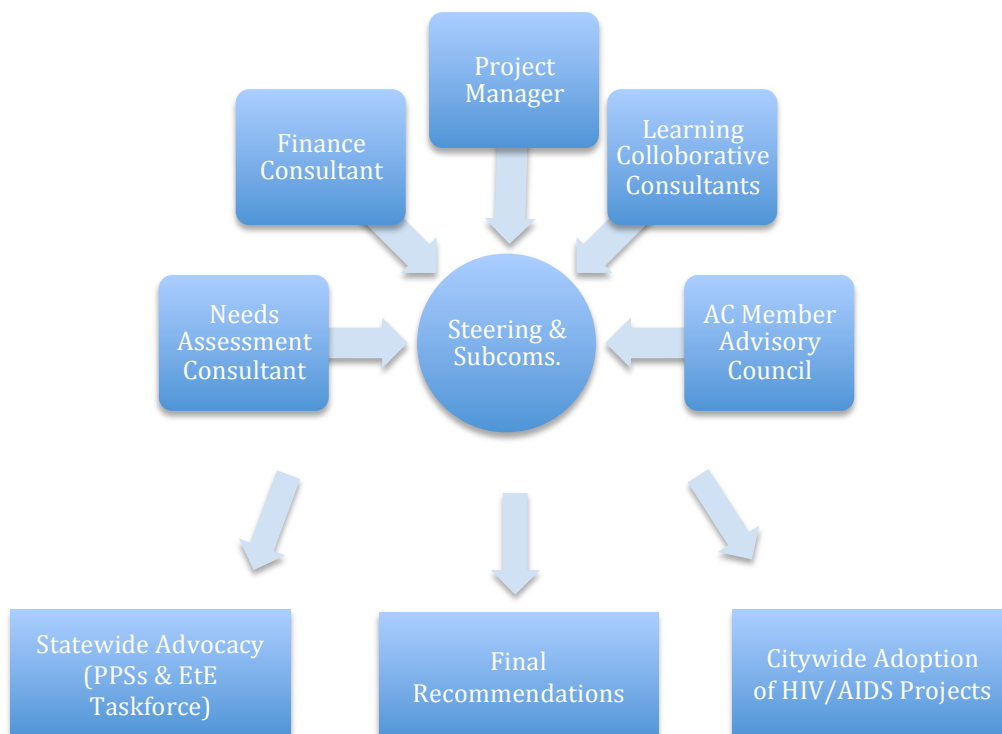 Project
Manager
Finance
Consultant
Learning
Colloborative
Consultants
Needs
Assessment
Consultant
Steering &
Subcoms.
AC Member
Advisory
Council
Statewide Advocacy
(PPSs & EtE
Taskforce)
Final
Recommendations
Citywide Adoption
of HIV/AIDS Projects